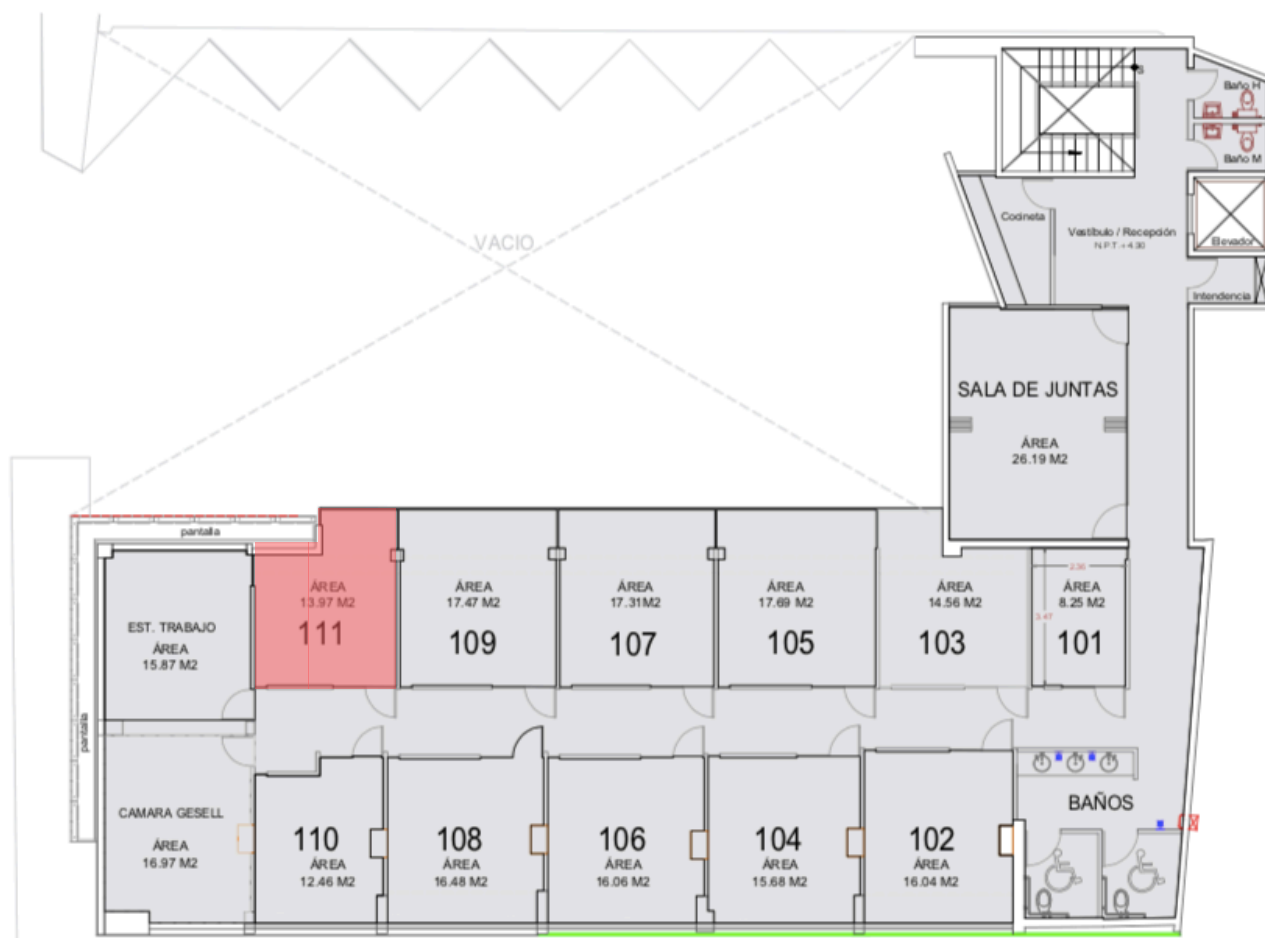 S
Baño H
Baño M
Cocineta
Vestíbulo / Recepción
N.P.T. + 4.30
Elevador
Intendencia
VACIO
SALA DE JUNTAS
ÁREA
26.19 M2
pantalla
ÁREA
13.97 M2
111
ÁREA
17.47 M2
109
ÁREA
17.31M2
107
ÁREA
17.69 M2
105
ÁREA
14.56 M2
103
2.36
3.47
ÁREA
8.25 M2
101
EST. TRABAJO
ÁREA
15.87 M2
pantalla
CAMARA GESELL
ÁREA
16.97 M2
110
ÁREA
12.46 M2
108
ÁREA
16.48 M2
106
ÁREA
16.06 M2
104
ÁREA
15.68 M2
102
ÁREA
16.04 M2
BAÑOS